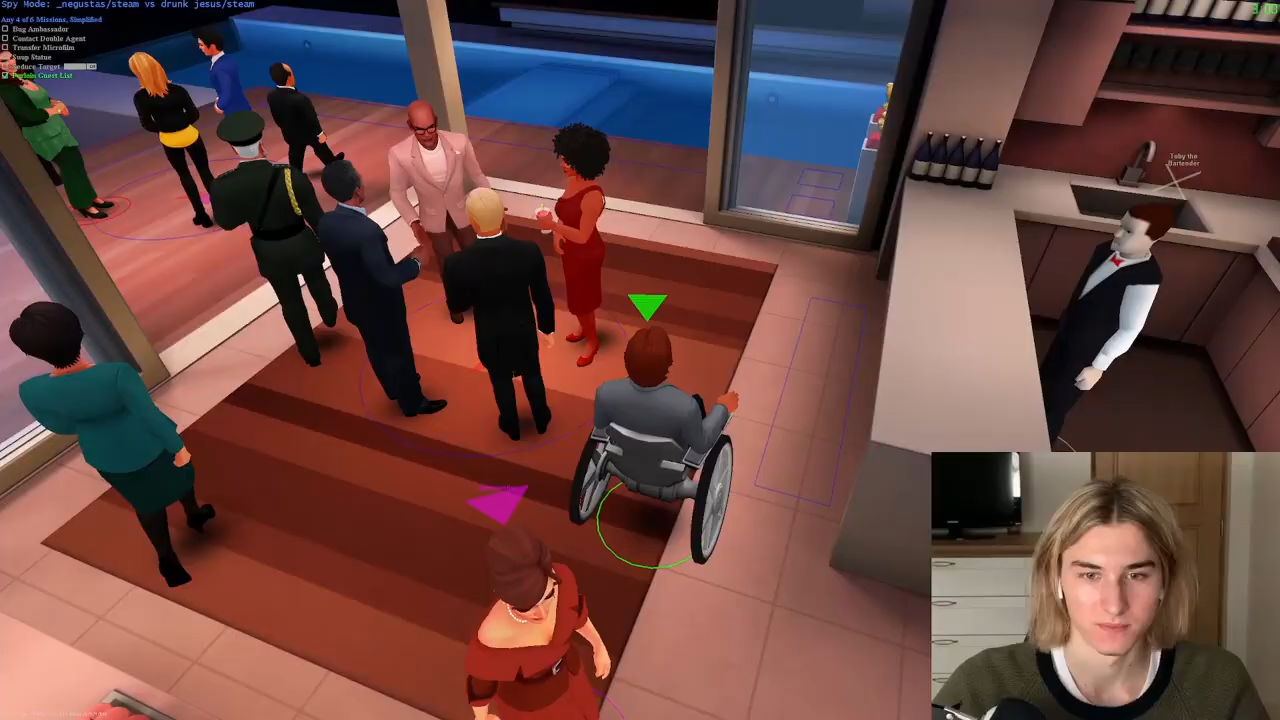 Spy Mode: _negustas/steam vs drunk jesus/steam
Any 4 of 6 Missions, Simplified
Bug Ambassador
Contact Double Agent
Transfer Microfilm
Swap Statue
Seduce Target
Purloin Guest List
Toby the
Bartender